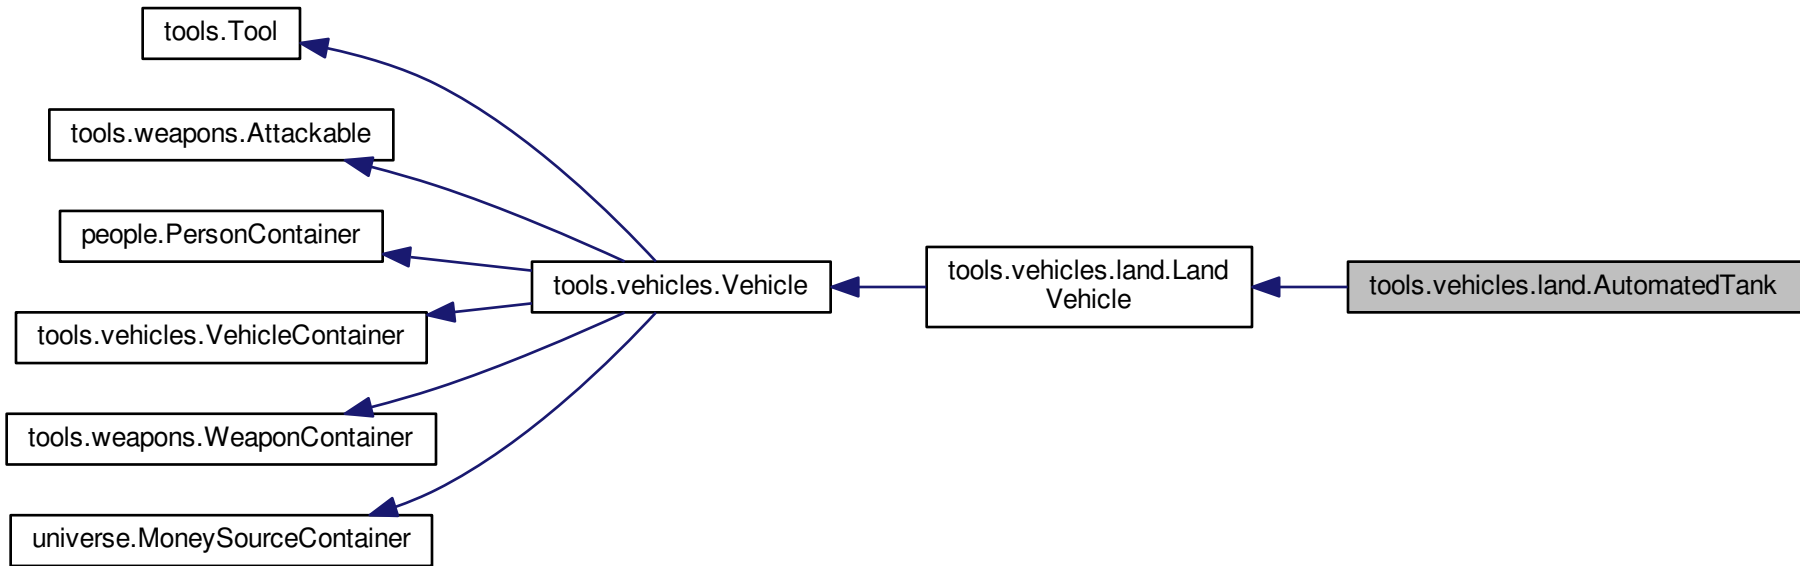 tools.Tool
tools.weapons.Attackable
people.PersonContainer
tools.vehicles.VehicleContainer
tools.weapons.WeaponContainer
universe.MoneySourceContainer
tools.vehicles.Vehicle
tools.vehicles.land.Land
Vehicle
tools.vehicles.land.AutomatedTank